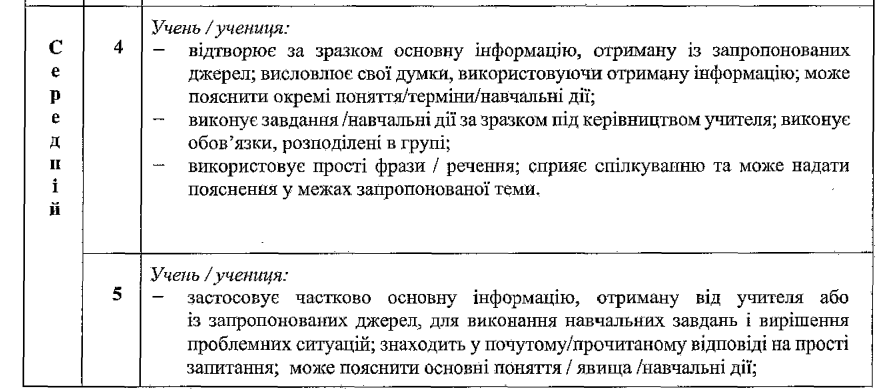 Середній
4
Учень / учениця:
– відтворює за зразком основну інформацію, отриману із запропонованих
джерел; висловлює свої думки, використовуючи отриману інформацію; може
пояснити окремі поняття/терміни/навчальні дії;
– виконує завдання /навчальні дії за зразком під керівництвом учителя; виконує
обов’язки, розподілені в групі;
– використовує прості фрази / речення; сприяє спілкуванню та може надати
пояснення у межах запропонованої теми.
5
Учень / учениця:
– застосовує частково основну інформацію, отриману від учителя або
із запропонованих джерел, для виконання навчальних завдань і вирішення
проблемних ситуацій; знаходить у почутому/прочитаному відповіді на прості
запитання; може пояснити основні поняття / явища /навчальні дії;